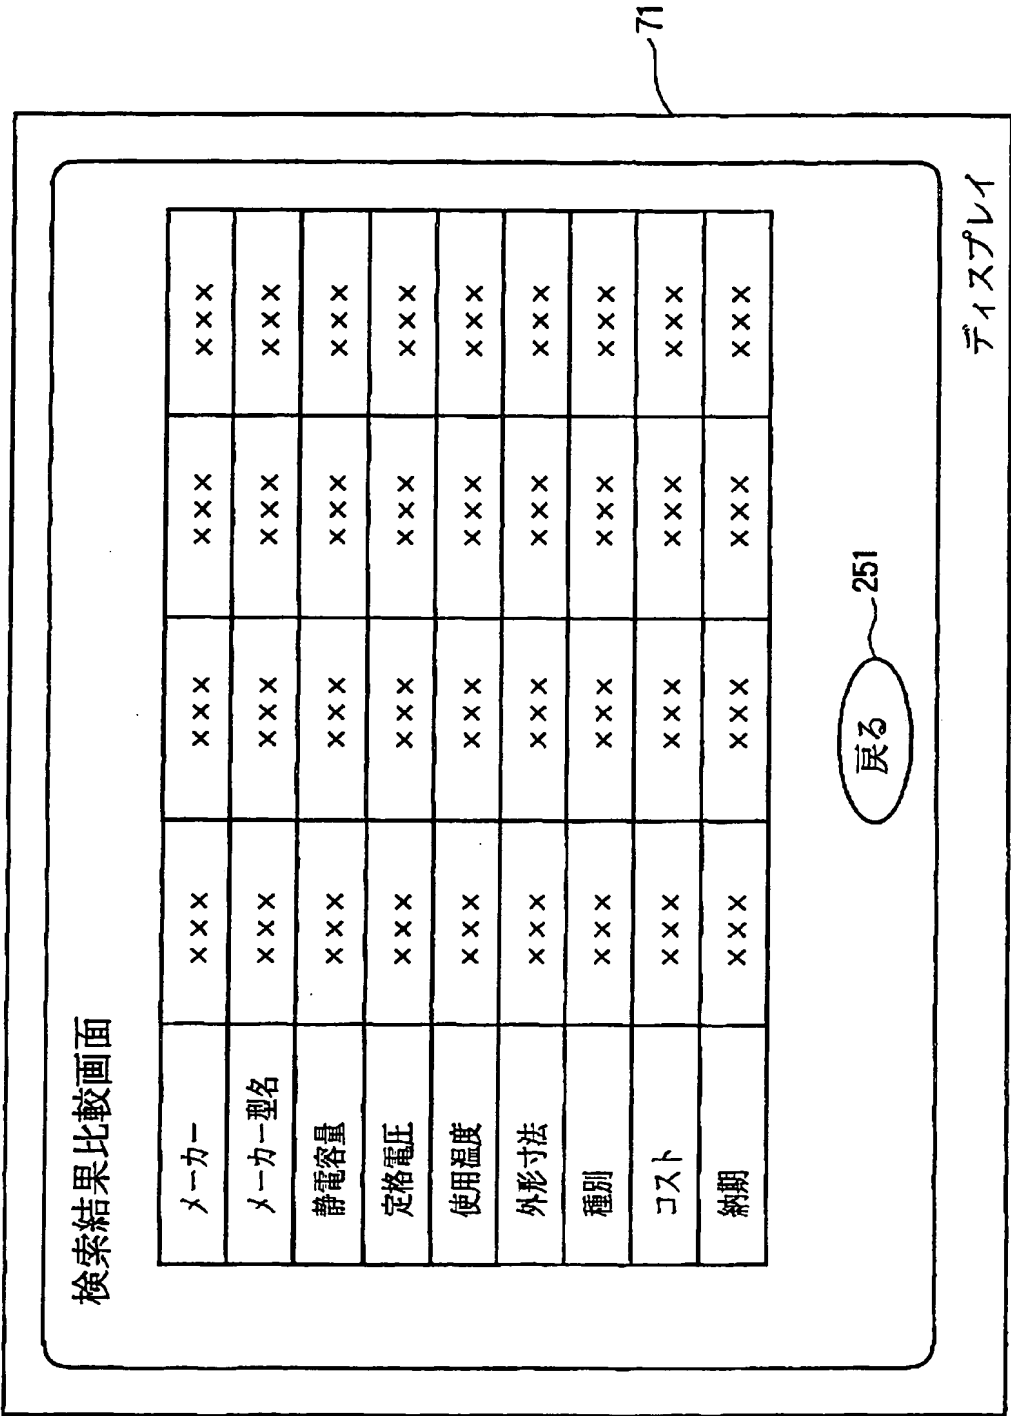 検索結果比較画面
メーカー ××× ××× ××× ×××
メーカー型名 ××× ××× ××× ×××
静電容量 ××× ××× ××× ×××
定格電圧 ××× ××× ××× ×××
使用温度 ××× ××× ××× ×××
外形寸法 ××× ××× ××× ×××
種別 ××× ××× ××× ×××
コスト ××× ××× ××× ×××
納期 ××× ××× ××× ×××
戻る
251
ディスプレイ
71